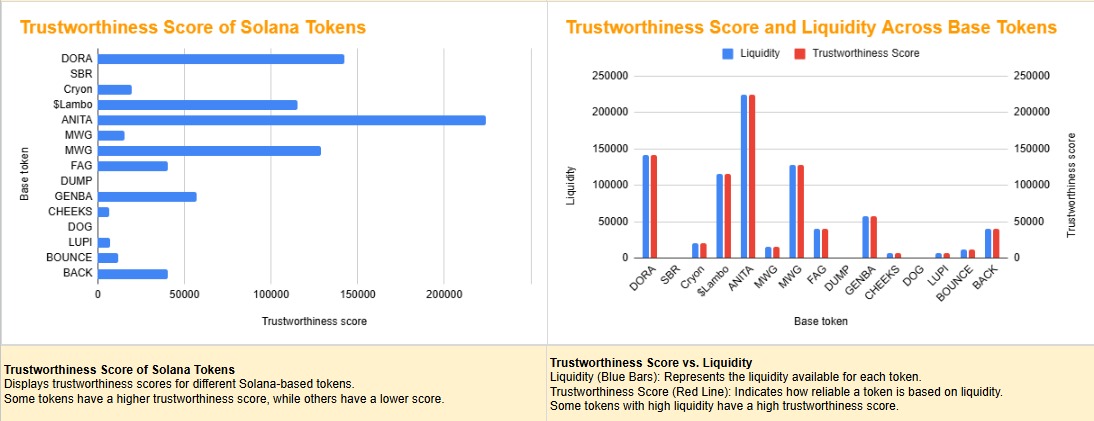 Trustworthiness Score of Solana Tokens
Base token
DORA
SBR
Cryon
$Lambo
ANITA
MWG
MWG
FAG
DUMP
GENBA
CHEEKS
DOG
LUPI
BOUNCE
BACK
0 50000 100000 150000 200000
Trustworthiness score
Trustworthiness Score and Liquidity Across Base Tokens
Liquidity Trustworthiness Score
Liquidity
250000
200000
150000
100000
50000
0
250000
200000
150000
100000
50000
0
Trustworthiness score
DORA SBR Cryon $Lambo ANITA MWG MWG FAG DUMP GENBA CHEEKS DOG LUPI BOUNCE BACK
Base token
Trustworthiness Score of Solana Tokens
Displays trustworthiness scores for different Solana-based tokens.
Some tokens have a higher trustworthiness score, while others have a lower score.
Trustworthiness Score vs. Liquidity
Liquidity (Blue Bars): Represents the liquidity available for each token.
Trustworthiness Score (Red Line): Indicates how reliable a token is based on liquidity.
Some tokens with high liquidity have a high trustworthiness score.